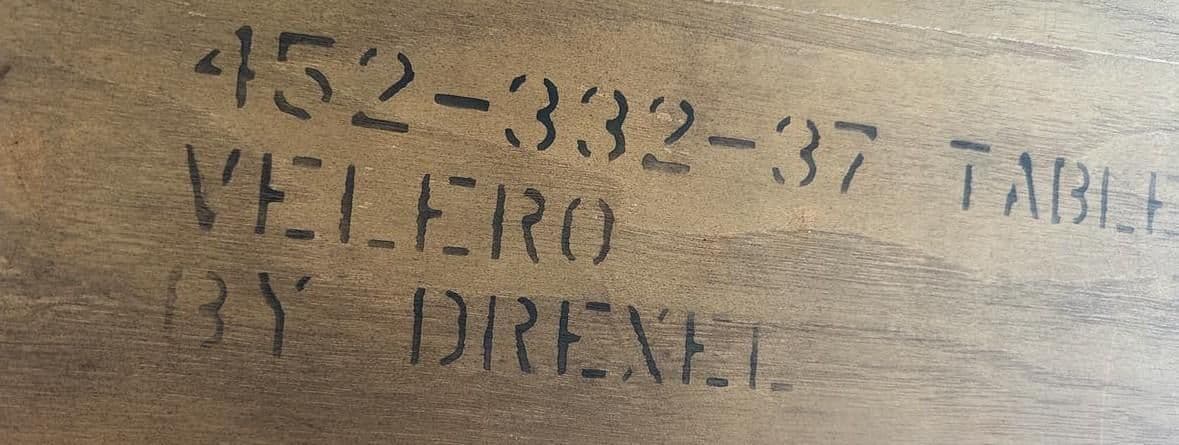 452-332-37 TABLE
VELERO
BY DREXEL